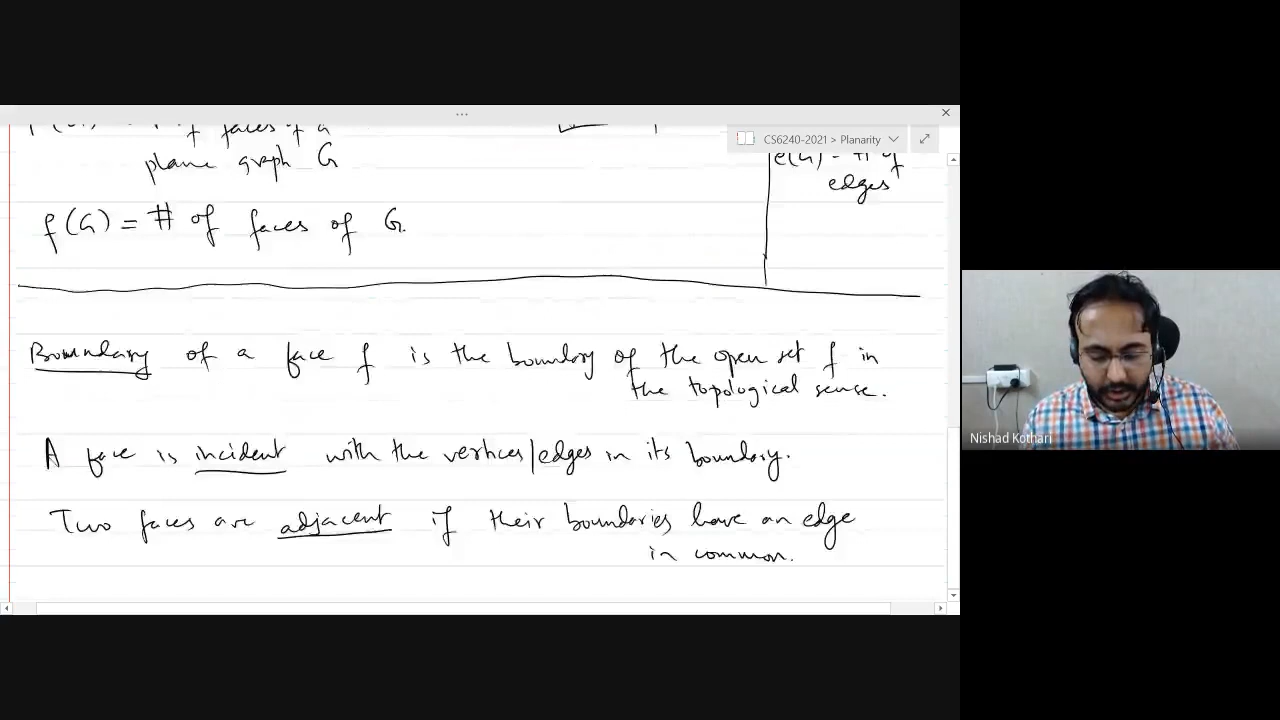 faces of a
CS6240-2021 > Planarity
plane graph G
edges
f(G) = # of faces of G.
Boundary of a face f is the boundary of the open set f in
the topological sense.
A face is incident with the vertices/edges in its boundary.
Two faces are adjacent if their boundaries have an edge
in common.
Nishad Kothari